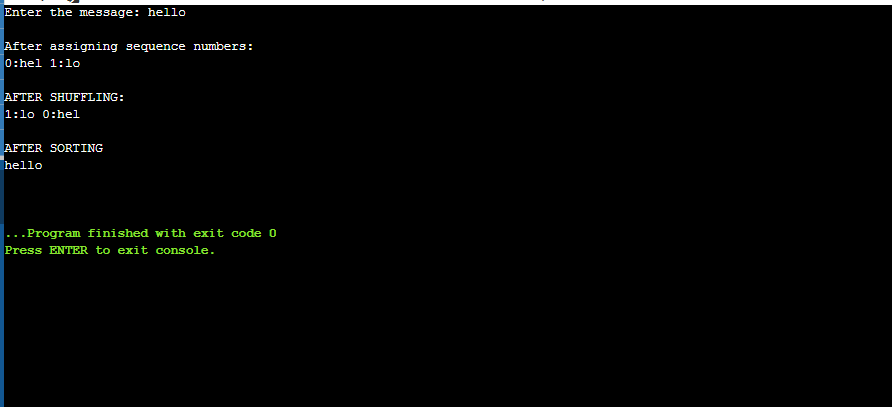 Enter the message: hello
After assigning sequence numbers:
0:hel 1:lo
AFTER SHUFFLING:
1:lo 0:hel
AFTER SORTING
hello
...Program finished with exit code 0
Press ENTER to exit console.